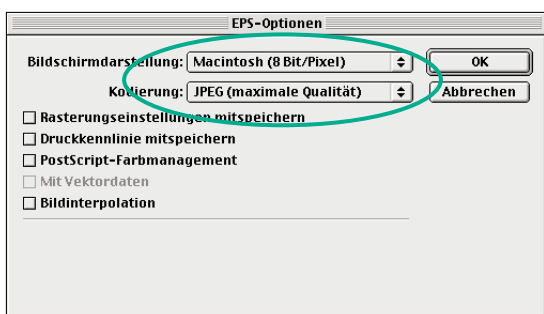 EPS-Optionen
Bildschirmdarstellung: Macintosh (8 Bit/Pixel) OK
Kodierung: JPEG (maximale Qualität) Abbrechen
Rasterungseinstellungen mitspeichern
Druckkennlinie mitspeichern
PostScript-Farbmanagement
Mit Vektordaten
Bildinterpolation